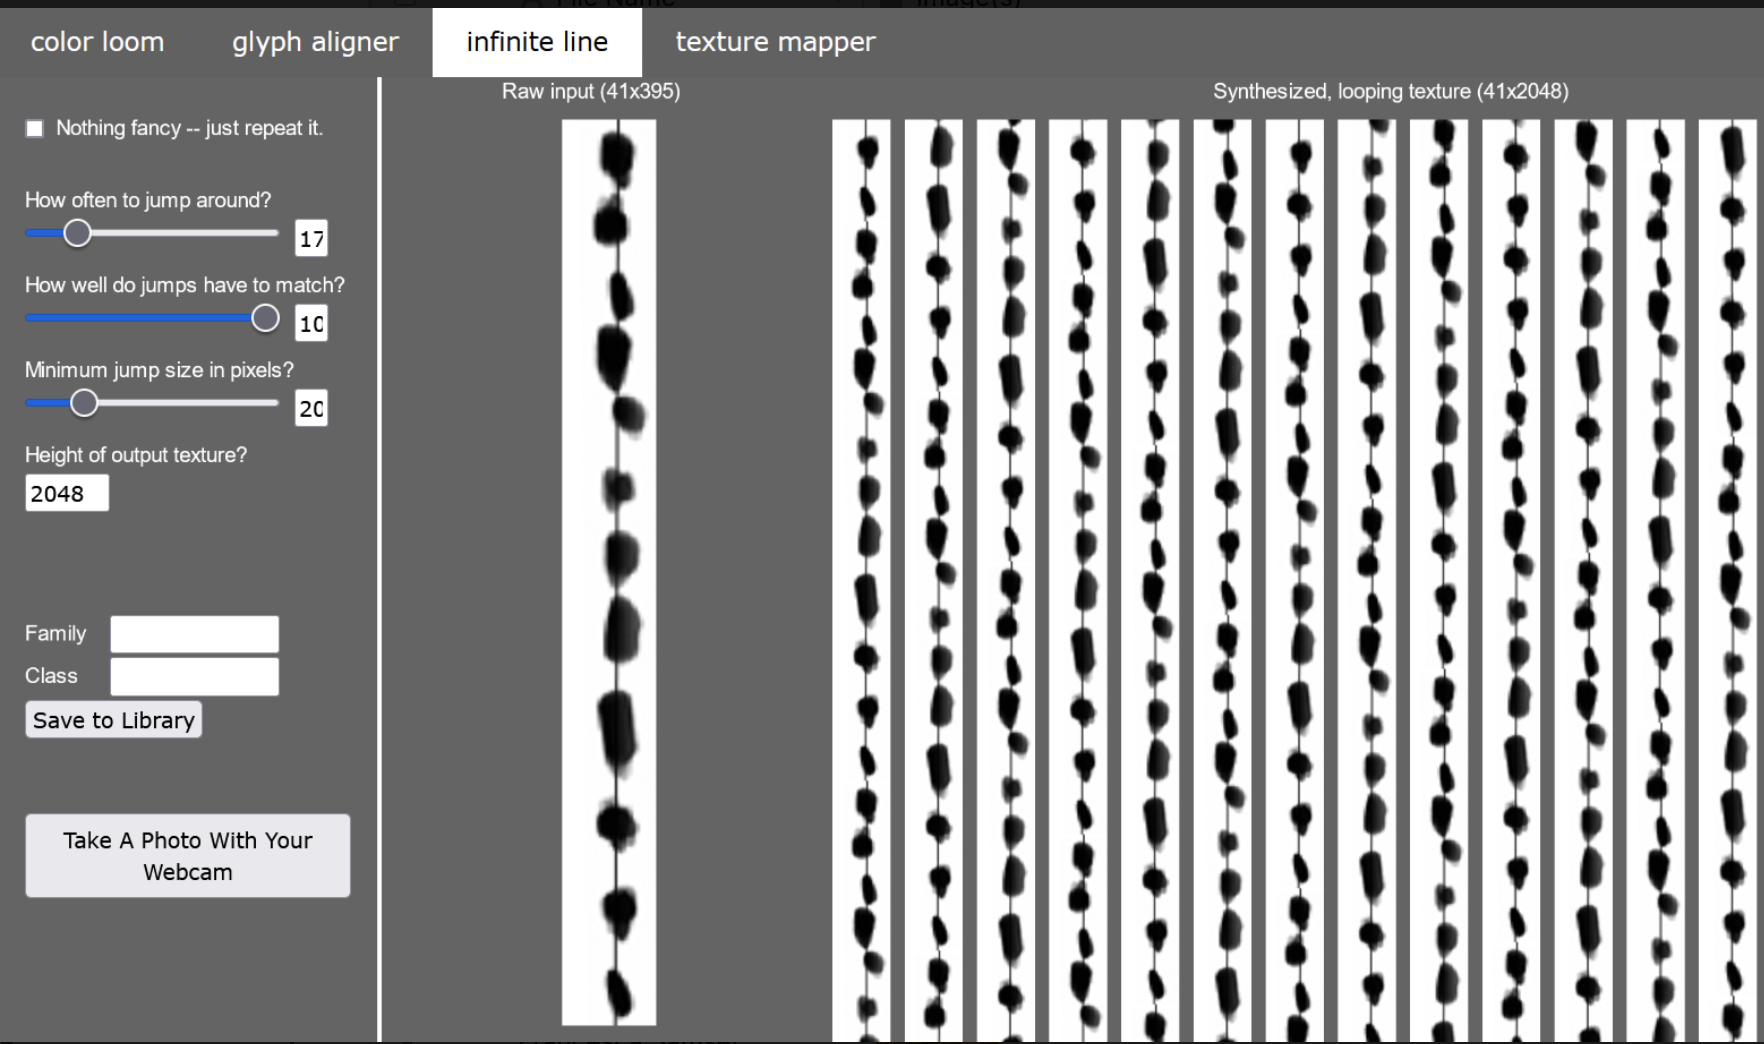 color loom
glyph aligner
infinite line
texture mapper
Raw input (41x395)
Synthesized, looping texture (41x2048)
Nothing fancy -- just repeat it.
How often to jump around?
17
How well do jumps have to match?
10
Minimum jump size in pixels?
20
Height of output texture?
2048
Family
Class
Save to Library
Take A Photo With Your
Webcam